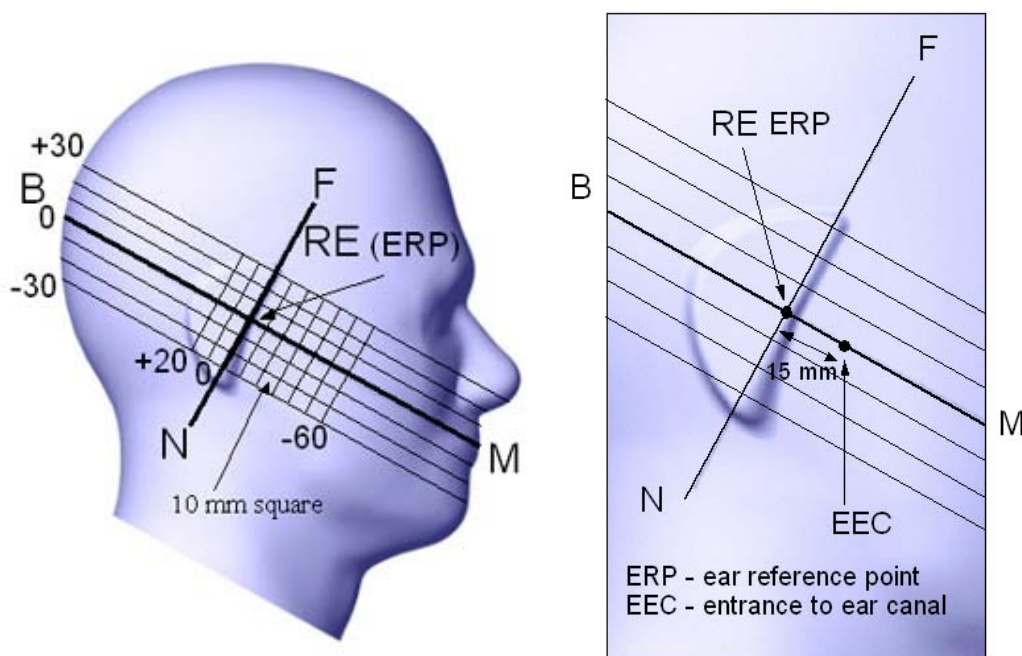 +30
B
0
-30
F
RE (ERP)
+20
0
N
-60
M
10 mm square
F
RE ERP
B
15 mm
M
N
EEC
ERP - ear reference point
EEC - entrance to ear canal